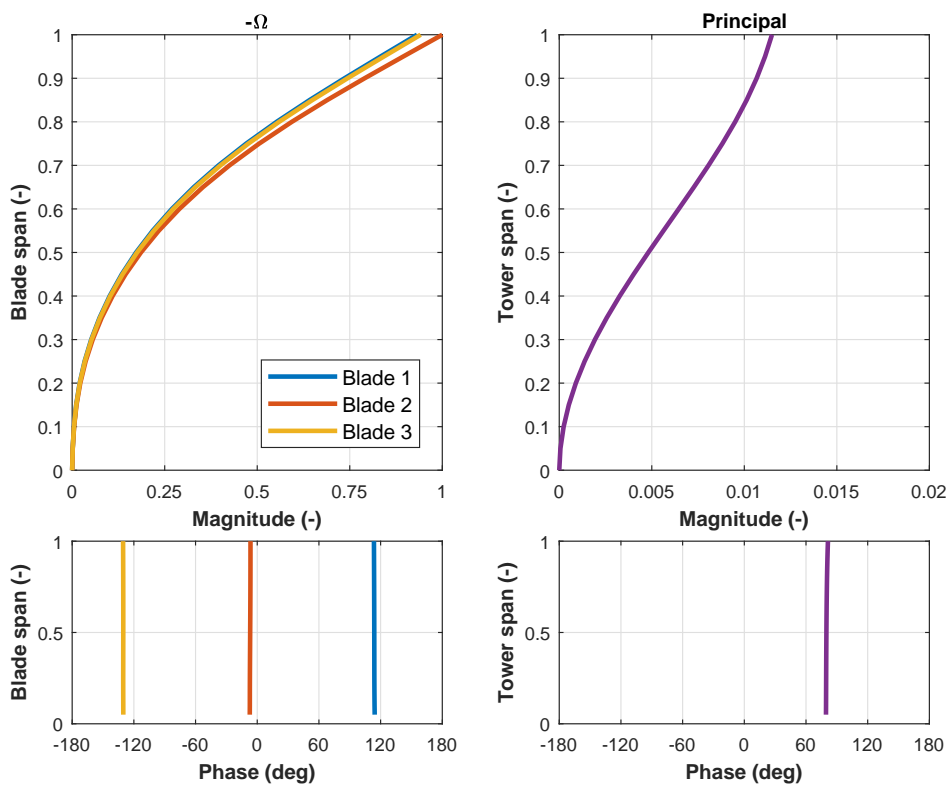 -Ω
1
0.9
0.8
0.7
0.6
0.5
0.4
0.3
0.2
0.1
0
Blade span (-)
Blade 1
Blade 2
Blade 3
0 0.25 0.5 0.75 1
Magnitude (-)
Principal
1
0.9
0.8
0.7
0.6
0.5
0.4
0.3
0.2
0.1
0
Tower span (-)
0 0.005 0.01 0.015 0.02
Magnitude (-)
1
0.5
0
Blade span (-)
-180 -120 -60 0 60 120 180
Phase (deg)
1
0.5
0
Tower span (-)
-180 -120 -60 0 60 120 180
Phase (deg)